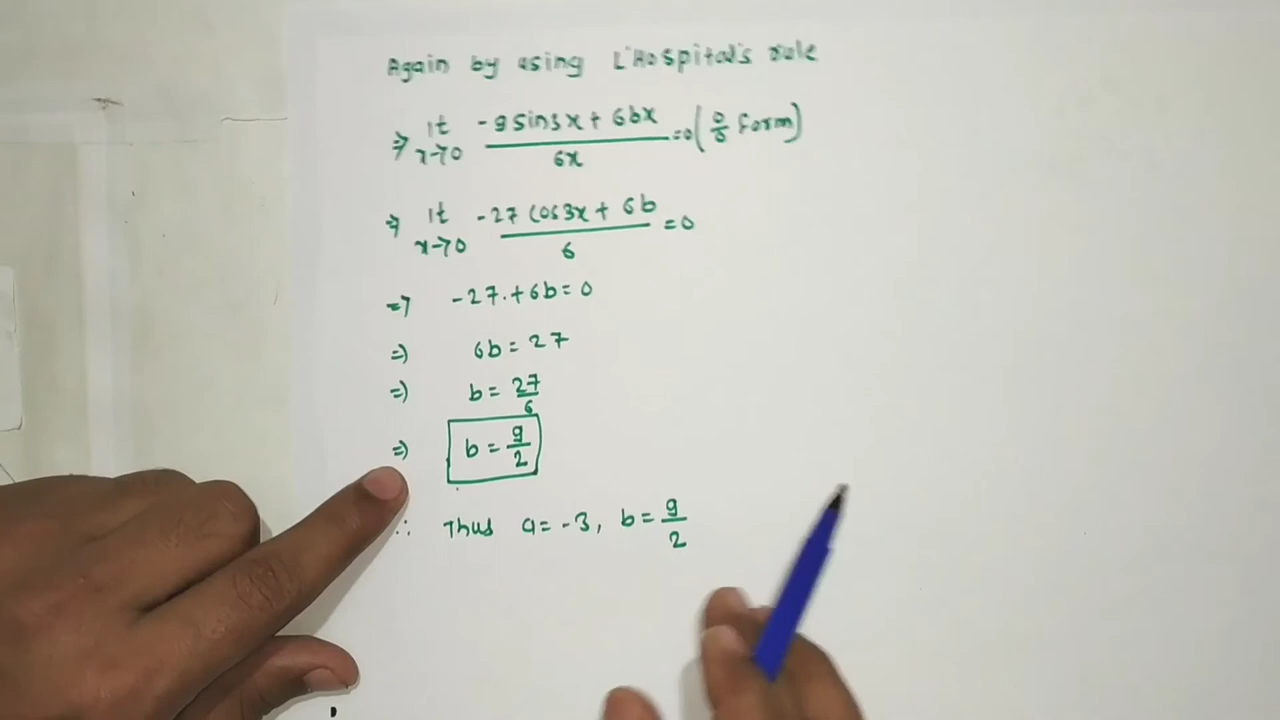 Again by using L'Hospital's rule
⇒ lt x→0 -9 sin3x + 6bx / 6x = 0 (0/0 form)
⇒ lt x→0 -27 cos3x + 6b / 6 = 0
⇒ -27.+6b = 0
⇒ 6b = 27
⇒ b = 27/6
⇒ b = 9/2
∴ Thus a = -3, b = 9/2